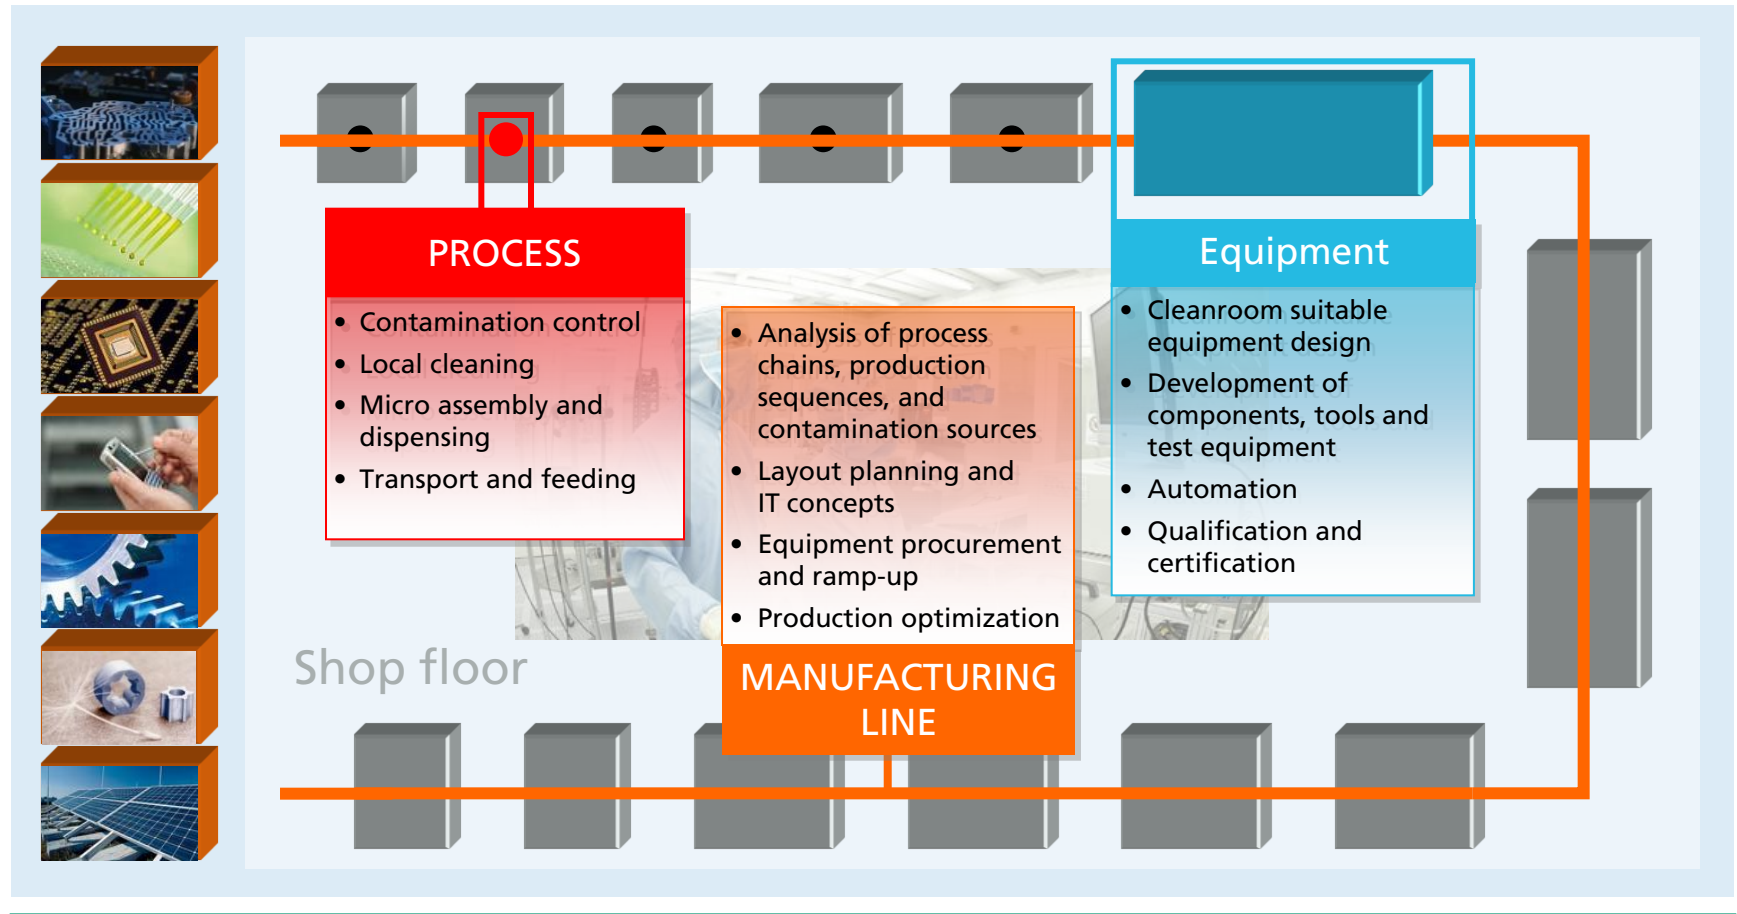 PROCESS
• Contamination control
• Local cleaning
• Micro assembly and
dispensing
• Transport and feeding
• Analysis of process
chains, production
sequences, and
contamination sources
• Layout planning and
IT concepts
• Equipment procurement
and ramp-up
• Production optimization
MANUFACTURING
LINE
Equipment
• Cleanroom suitable
equipment design
• Development of
components, tools and
test equipment
• Automation
• Qualification and
certification
Shop floor